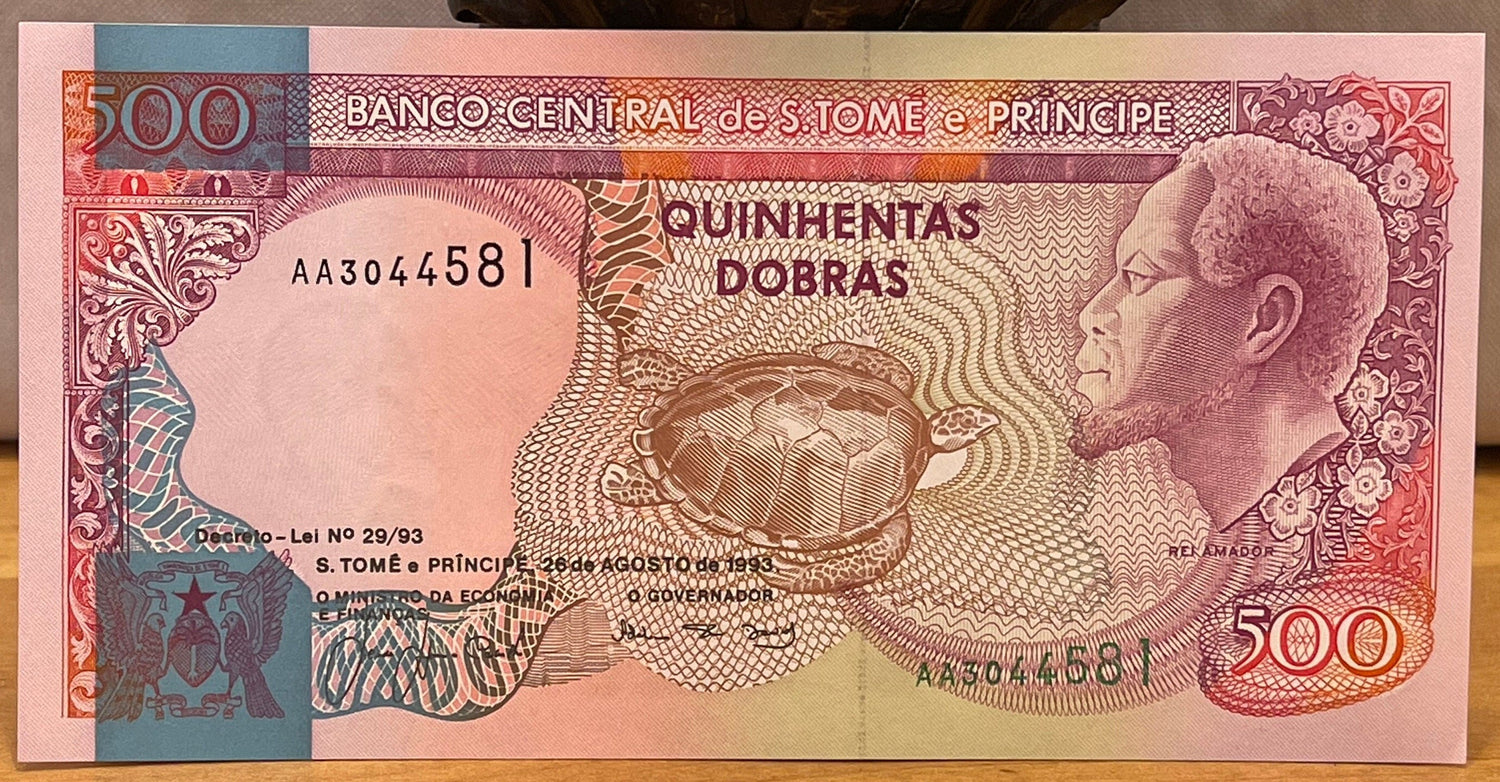 500
BANCO CENTRAL de S.TOMÉ e PRÍNCIPE
QUINHENTAS
DOBRAS
AA3044581
Decreto-Lei Nº 29/93
S. TOMÉ e PRÍNCIPE, 26 de AGOSTO de 1993
O MINISTRO DA ECONOMIA
E FINANÇAS
O GOVERNADOR
REI AMADOR
AA3044581
500